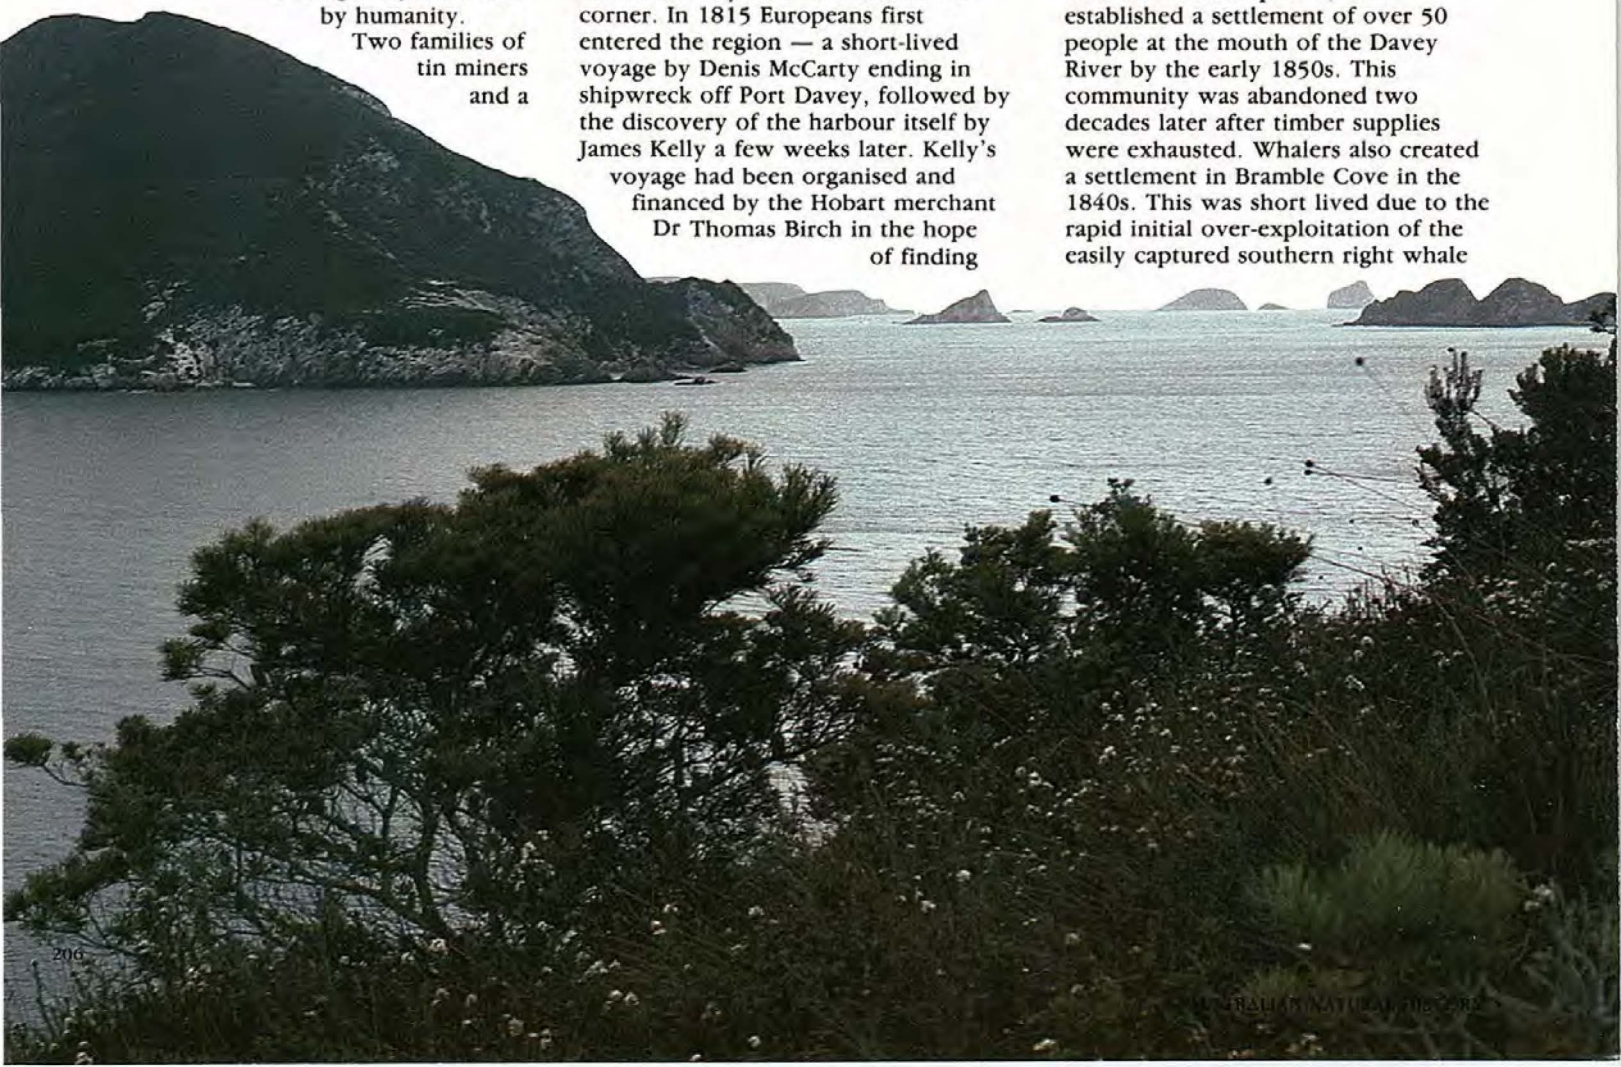 by humanity.
Two families of
tin miners
and a
corner. In 1815 Europeans first
entered the region — a short-lived
voyage by Denis McCarty ending in
shipwreck off Port Davey, followed by
the discovery of the harbour itself by
James Kelly a few weeks later. Kelly's
voyage had been organised and
financed by the Hobart merchant
Dr Thomas Birch in the hope
of finding
established a settlement of over 50
people at the mouth of the Davey
River by the early 1850s. This
community was abandoned two
decades later after timber supplies
were exhausted. Whalers also created
a settlement in Bramble Cove in the
1840s. This was short lived due to the
rapid initial over-exploitation of the
easily captured southern right whale
206
AUSTRALIAN NATURAL HISTORY